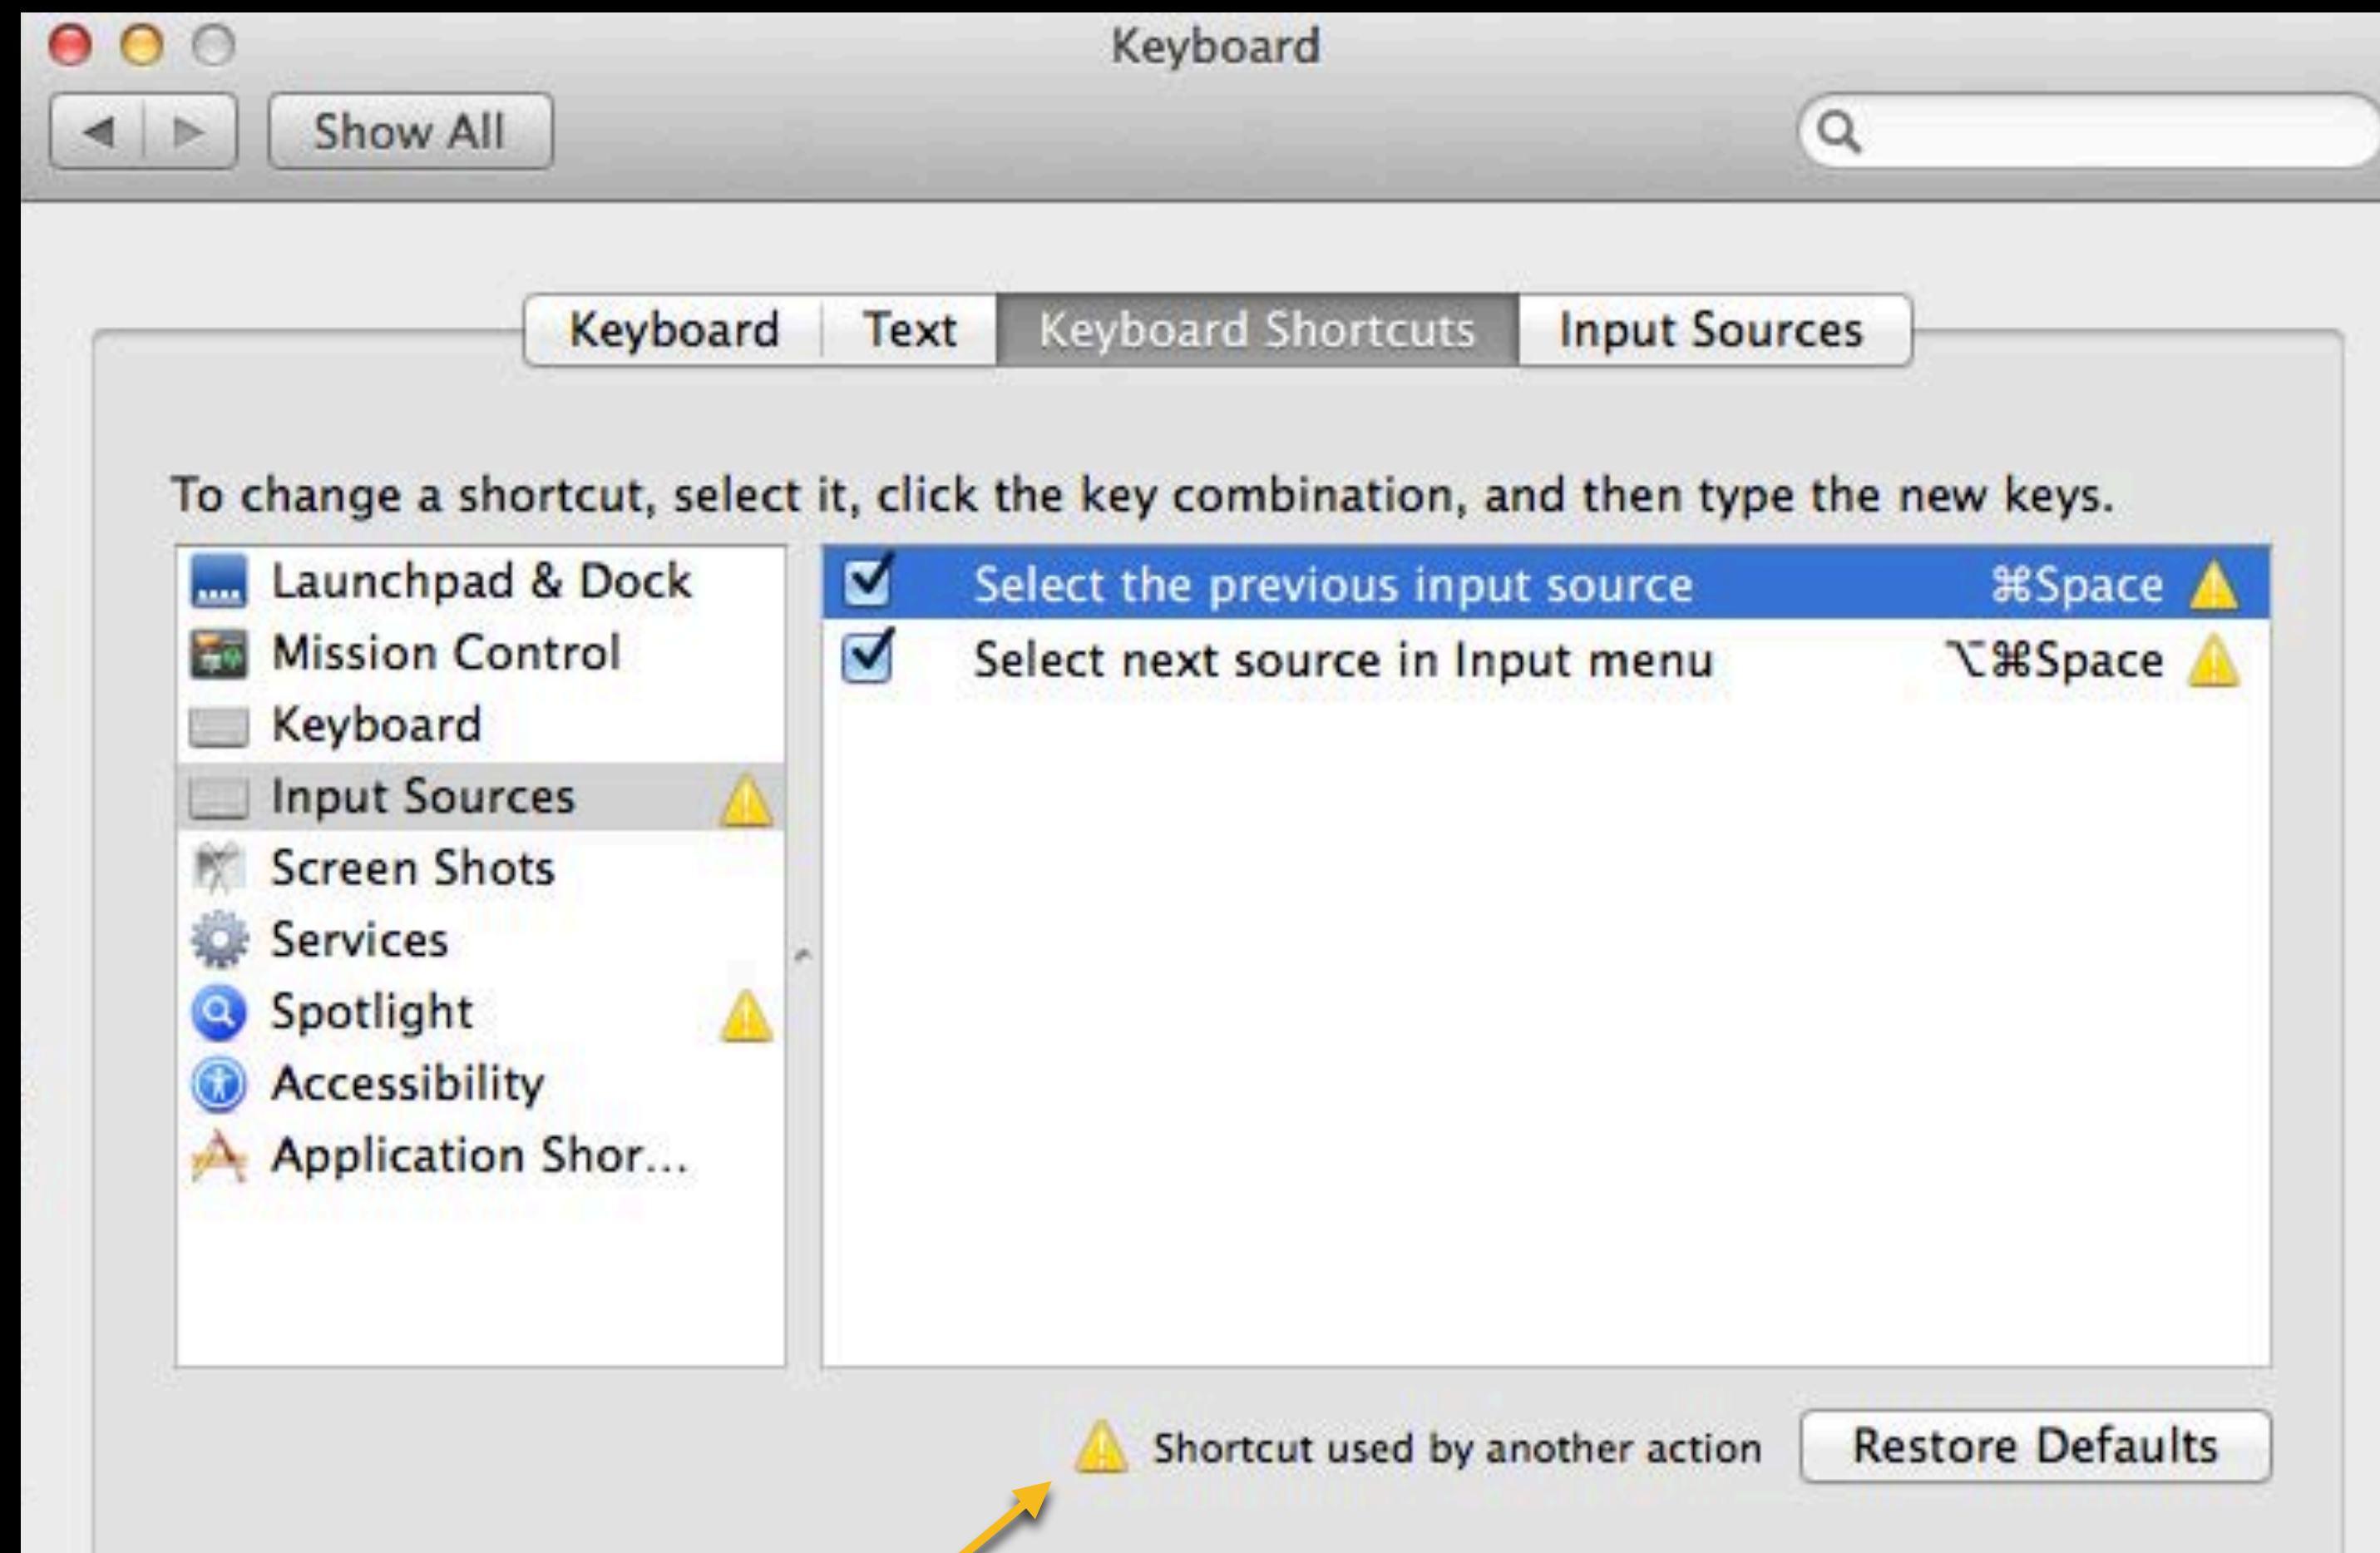 Keyboard
Show All
Keyboard Text Keyboard Shortcuts Input Sources
To change a shortcut, select it, click the key combination, and then type the new keys.
Launchpad & Dock
Mission Control
Keyboard
Input Sources
Screen Shots
Services
Spotlight
Accessibility
Application Shor...
Select the previous input source ⌘Space
Select next source in Input menu ⌥⌘Space
Shortcut used by another action
Restore Defaults